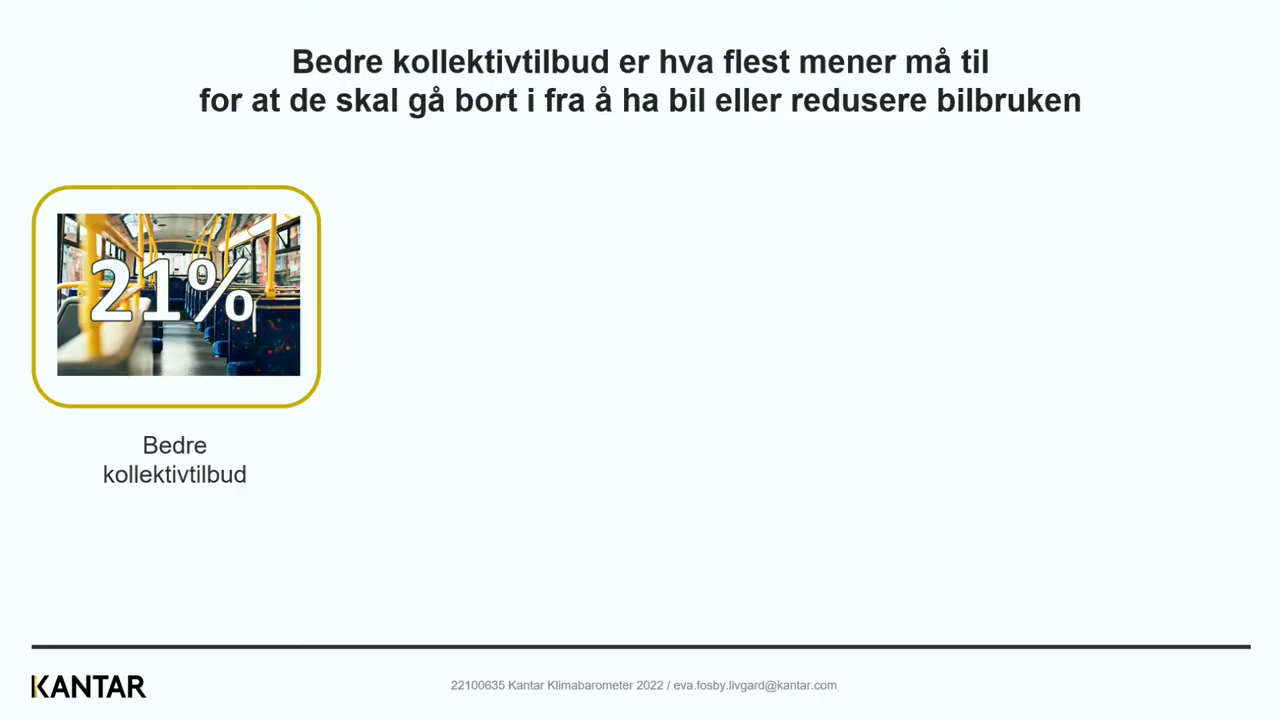 Bedre kollektivtilbud er hva flest mener må til
for at de skal gå bort i fra å ha bil eller redusere bilbruken
21%
Bedre
kollektivtilbud
KANTAR
22100635 Kantar Klimabarometer 2022 / eva.fosby.livgard@kantar.com